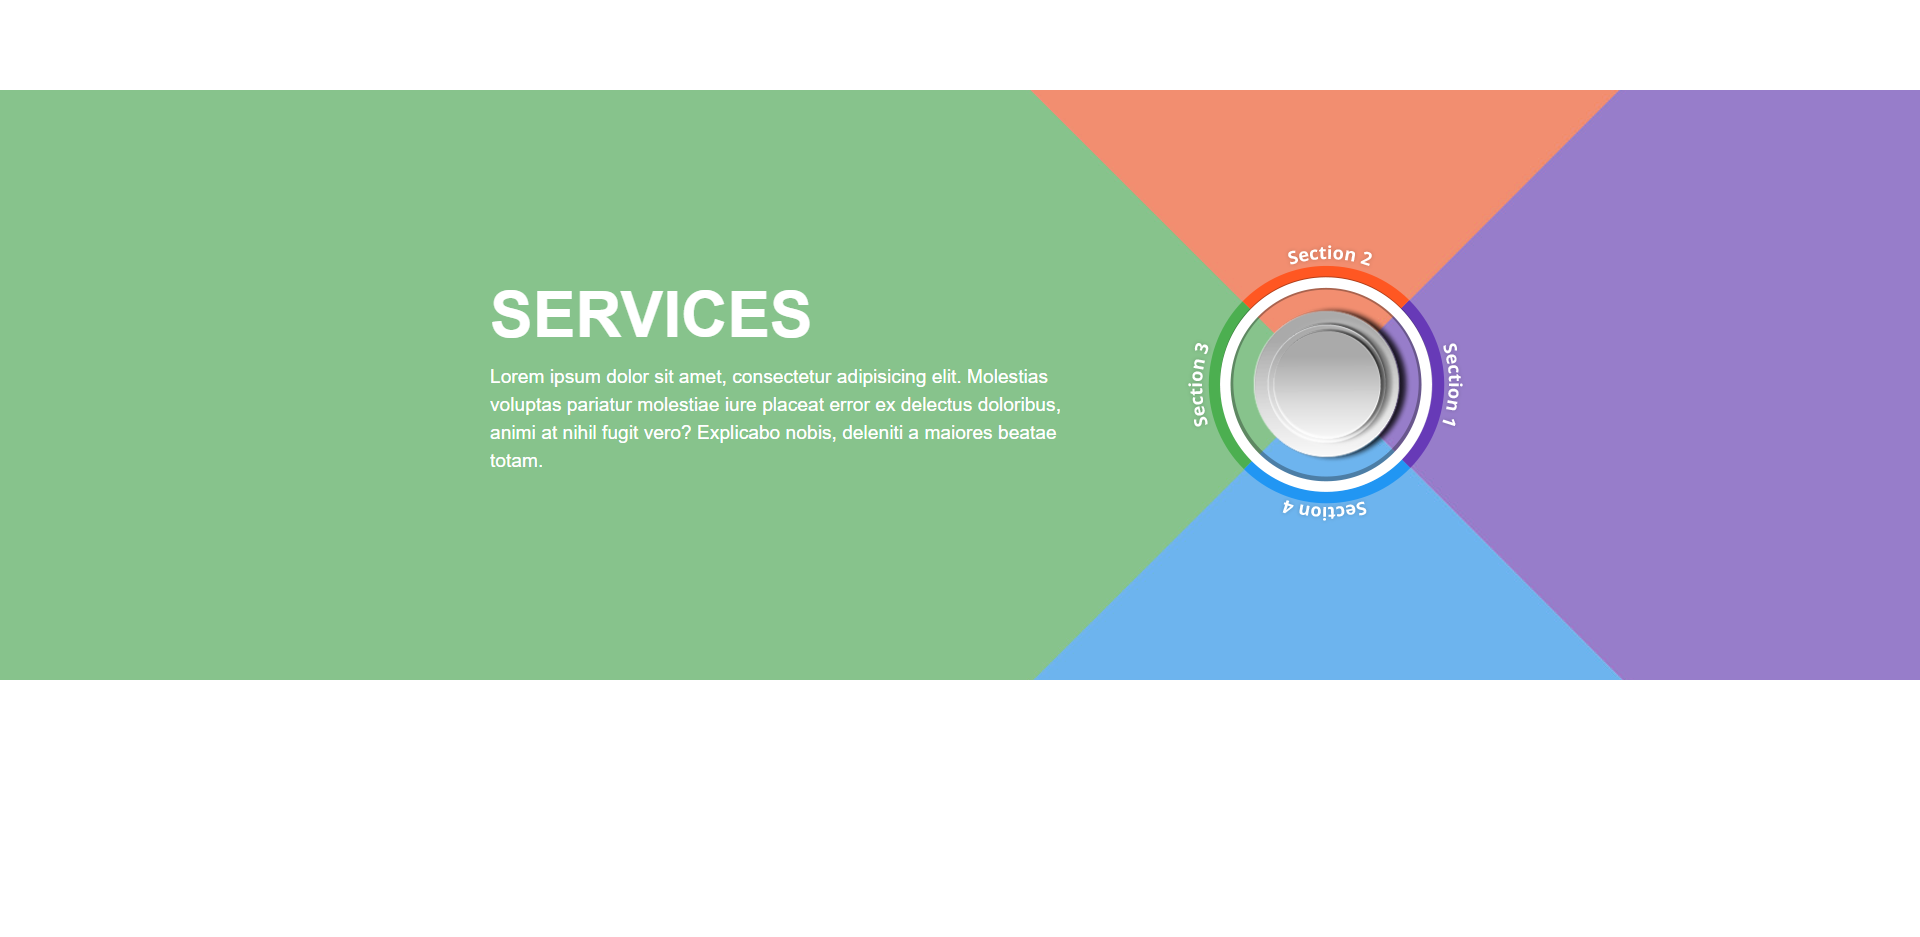 SERVICES
Lorem ipsum dolor sit amet, consectetur adipisicing elit. Molestias
voluptas pariatur molestiae iure placeat error ex delectus doloribus,
animi at nihil fugit vero? Explicabo nobis, deleniti a maiores beatae
totam.
Section 2
Section 3
Section 1
Section 4